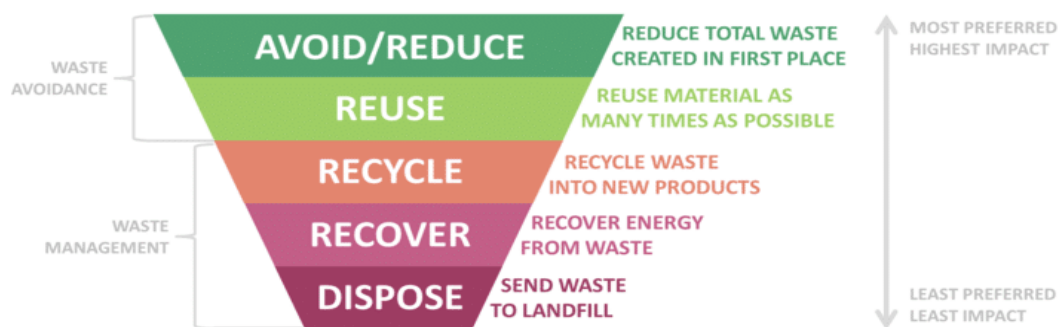 AVOID/REDUCE
REDUCE TOTAL WASTE
CREATED IN FIRST PLACE
MOST PREFERRED
HIGHEST IMPACT
WASTE
AVOIDANCE
REUSE
REUSE MATERIAL AS
MANY TIMES AS POSSIBLE
RECYCLE
RECYCLE WASTE
INTO NEW PRODUCTS
WASTE
MANAGEMENT
RECOVER
RECOVER ENERGY
FROM WASTE
DISPOSE
SEND WASTE
TO LANDFILL
LEAST PREFERRED
LEAST IMPACT